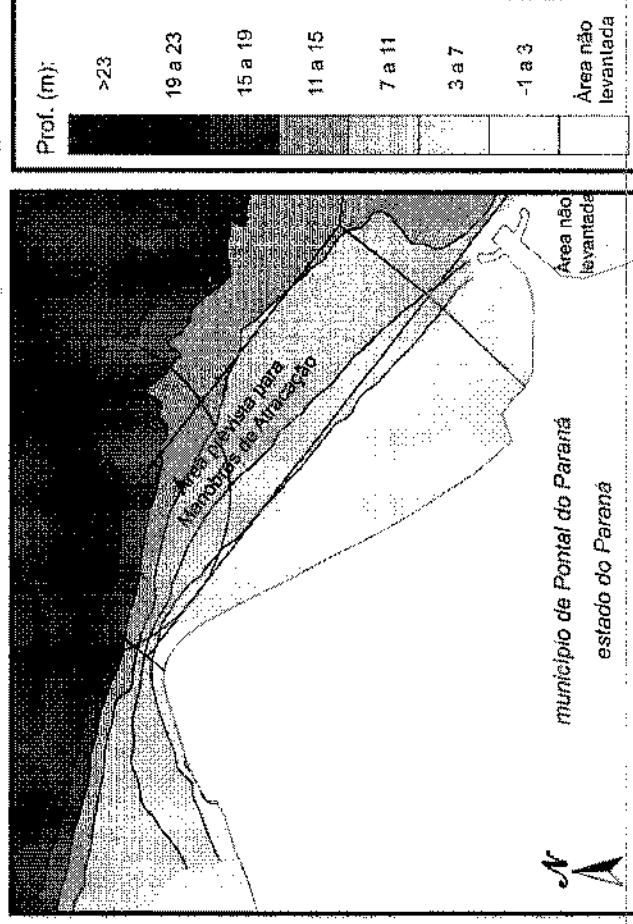 Prof. (m):
>23
19 a 23
15 a 19
11 a 15
7 a 11
3 a 7
-1 a 3
Área não
levantada
Área prevista para
Manobras de Atracação
Área não
levantada
município de Pontal do Paraná
estado do Paraná
N